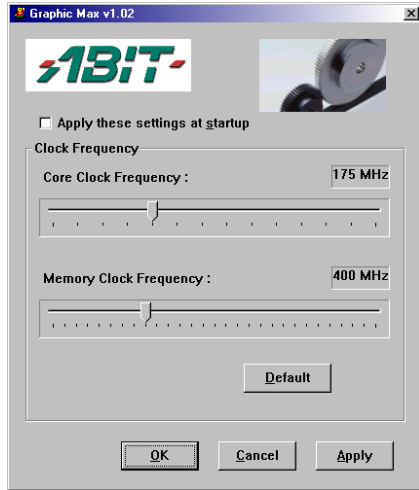 Graphic Max v1.02
ABIT
Apply these settings at startup
Clock Frequency
Core Clock Frequency :
175 MHz
Memory Clock Frequency :
400 MHz
Default
OK
Cancel
Apply